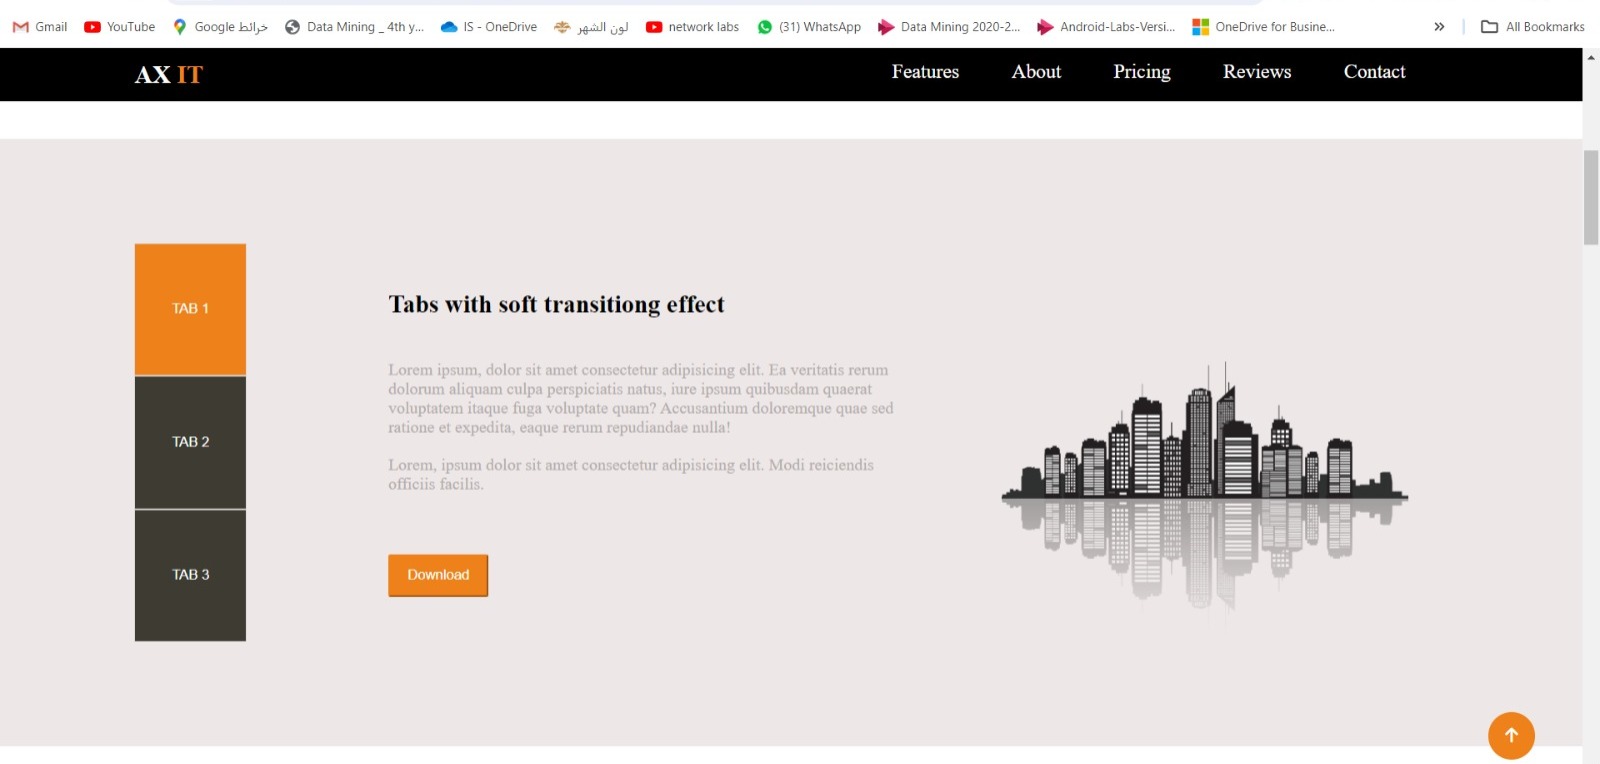 Gmail
YouTube
Google خرائط
Data Mining _ 4th y...
IS - OneDrive
لون الشهر
network labs
(31) WhatsApp
Data Mining 2020-2...
Android-Labs-Versi...
OneDrive for Busine...
»
All Bookmarks
AX IT
Features
About
Pricing
Reviews
Contact
TAB 1
TAB 2
TAB 3
Tabs with soft transitiong effect
Lorem ipsum, dolor sit amet consectetur adipisicing elit. Ea veritatis rerum
dolorum aliquam culpa perspiciatis natus, iure ipsum quibusdam quaerat
voluptatem itaque fuga voluptate quam? Accusantium doloremque quae sed
ratione et expedita, eaque rerum repudiandae nulla!
Lorem, ipsum dolor sit amet consectetur adipisicing elit. Modi reiciendis
officiis facilis.
Download